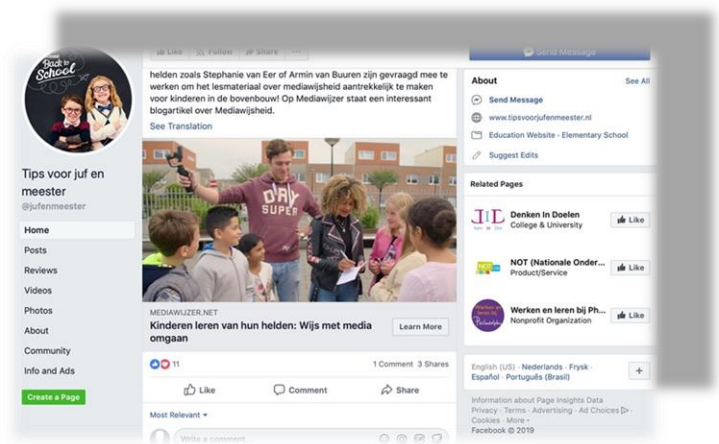 Back to
School
Tips voor juf en
meester
@jufenmeester
Home
Posts
Reviews
Videos
Photos
About
Community
Info and Ads
Create a Page
Like Follow Share ...
helden zoals Stephanie van Eer of Armin van Buuren zijn gevraagd mee te
werken om het lesmateriaal over mediawijsheid aantrekkelijk te maken
voor kinderen in de bovenbouw! Op Mediawijzer staat een interessant
blogartikel over Mediawijsheid.
See Translation
DRY
SUPER
MEDIAWIJZER.NET
Kinderen leren van hun helden: Wijs met media
omgaan
Learn More
11
1 Comment 3 Shares
Like Comment Share
Most Relevant
Write a comment...
Send Message
About See All
Send Message
www.tipsvoorjufenmeester.nl
Education Website · Elementary School
Suggest Edits
Related Pages
Denken In Doelen
College & University
Like
NOT (Nationale Onder...
Product/Service
Like
Werken en leren bij Ph...
Nonprofit Organization
Like
English (US) · Nederlands · Frysk ·
Español · Português (Brasil)
+
Information about Page Insights Data
Privacy · Terms · Advertising · Ad Choices ·
Cookies · More
Facebook © 2019